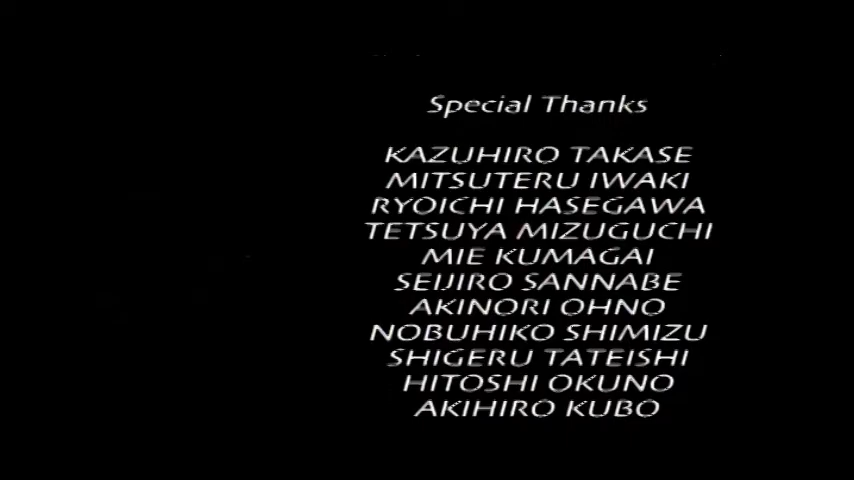 Special Thanks
KAZUHIRO TAKASE
MITSUTERU IWAKI
RYOICHI HASEGAWA
TETSUYA MIZUGUCHI
MIE KUMAGAI
SEIJIRO SANNABE
AKINORI OHNO
NOBUHIKO SHIMIZU
SHIGERU TATEISHI
HITOSHI OKUNO
AKIHIRO KUBO